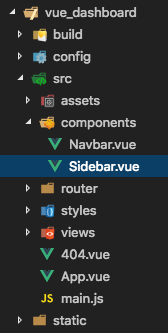 vue_dashboard
build
config
src
assets
components
Navbar.vue
Sidebar.vue
router
styles
views
404.vue
App.vue
JS main.js
static